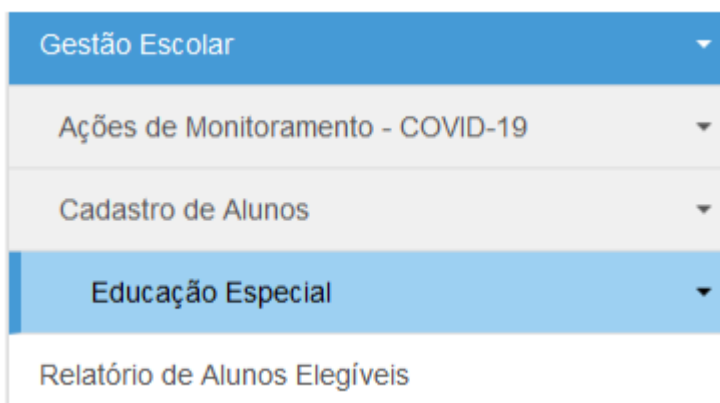 Gestão Escolar
Ações de Monitoramento - COVID-19
Cadastro de Alunos
Educação Especial
Relatório de Alunos Elegíveis